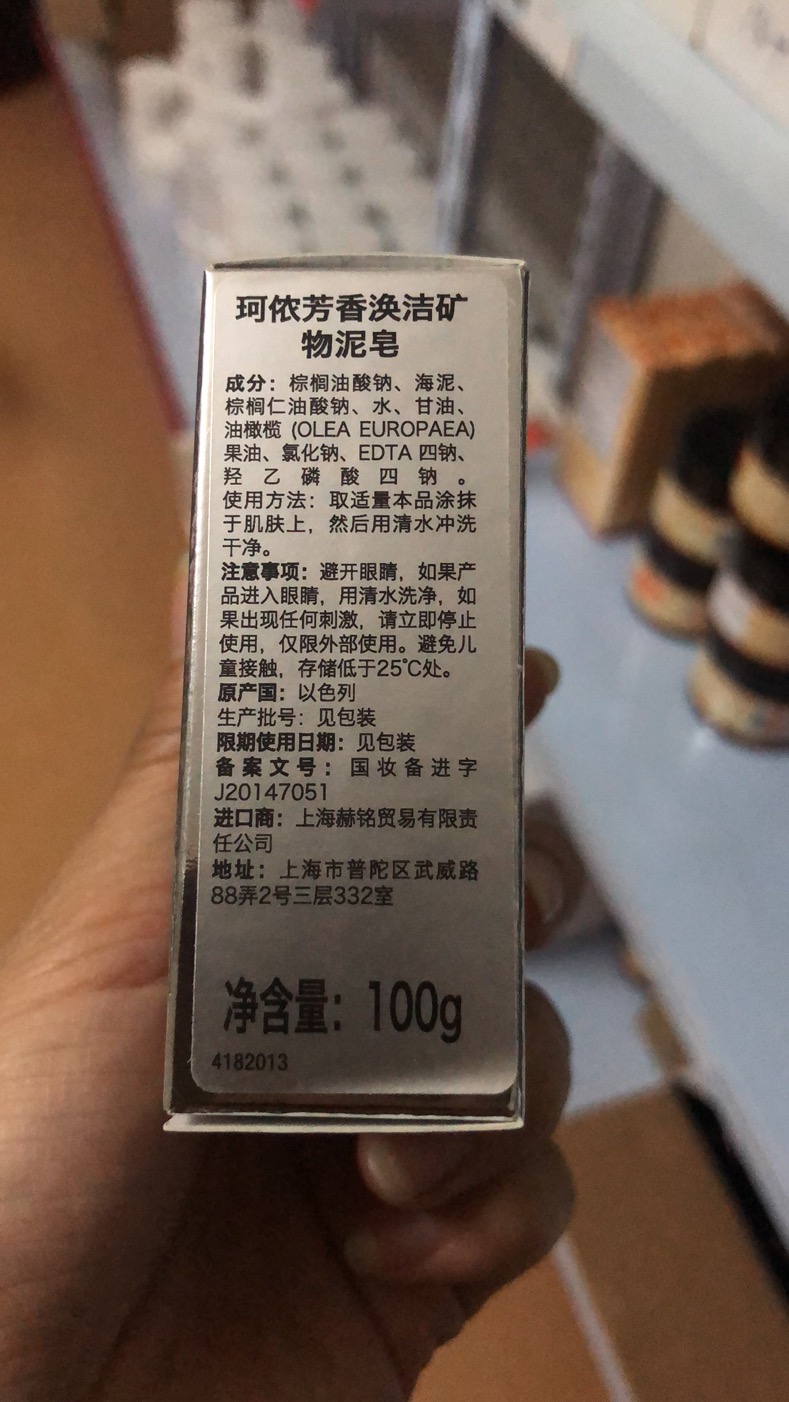 珂侬芳香涣洁矿
物泥皂
成分：棕榈油酸钠、海泥、
棕榈仁油酸钠、水、甘油、
油橄榄 (OLEA EUROPAEA)
果油、氯化钠、EDTA 四钠、
羟乙磷酸四钠。
使用方法：取适量本品涂抹
于肌肤上，然后用清水冲洗
干净。
注意事项：避开眼睛，如果产
品进入眼睛，用清水洗净，如
果出现任何刺激，请立即停止
使用，仅限外部使用。避免儿
童接触，存储低于25℃处。
原产国：以色列
生产批号：见包装
限期使用日期：见包装
备案文号：国妆备进字
J20147051
进口商：上海赫铭贸易有限责
任公司
地址：上海市普陀区武威路
88弄2号三层332室
净含量：100g
4182013